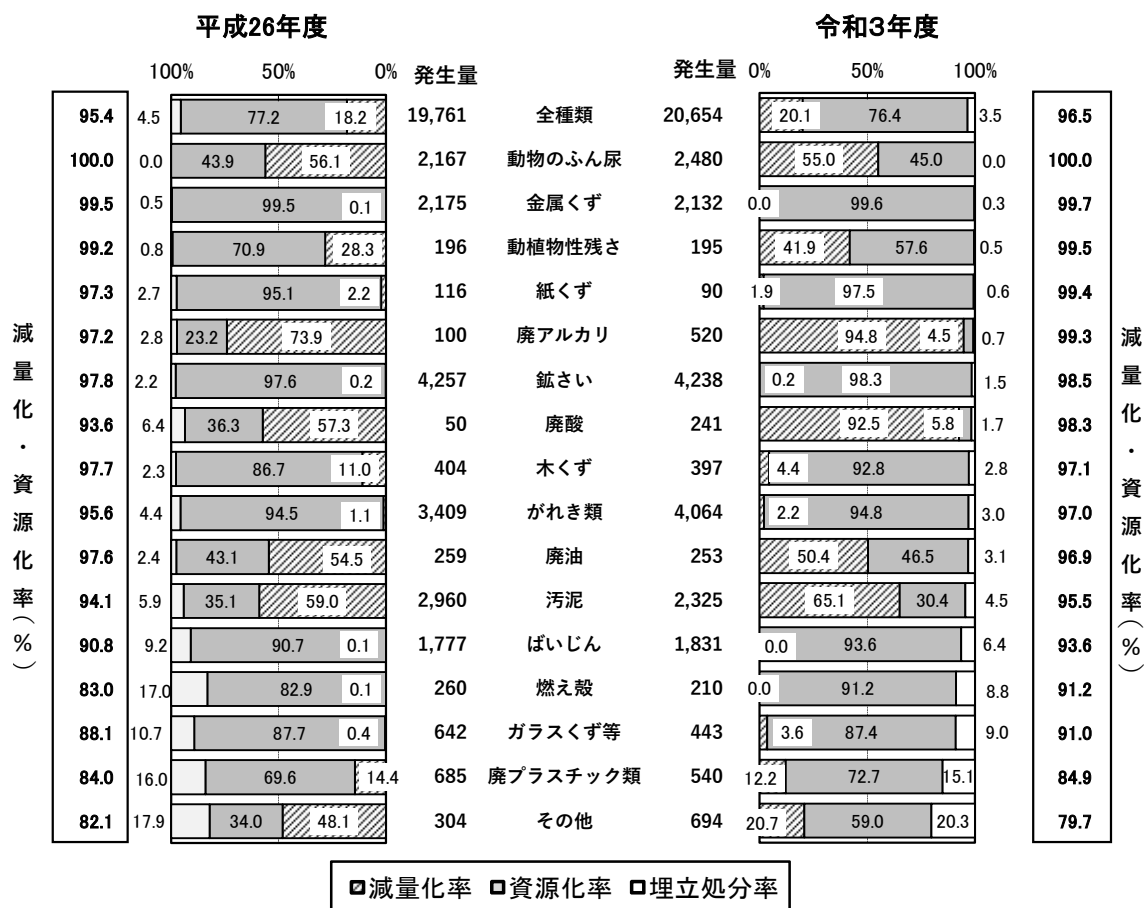 平成26年度 令和3年度
100% 50% 0% 発生量 発生量 0% 50% 100%
95.4 4.5 77.2 18.2 19,761 全種類 20,654 20.1 76.4 3.5 96.5
100.0 0.0 43.9 56.1 2,167 動物のふん尿 2,480 55.0 45.0 0.0 100.0
99.5 0.5 99.5 0.1 2,175 金属くず 2,132 0.0 99.6 0.3 99.7
99.2 0.8 70.9 28.3 196 動植物性残さ 195 41.9 57.6 0.5 99.5
97.3 2.7 95.1 2.2 116 紙くず 90 1.9 97.5 0.6 99.4
97.2 2.8 23.2 73.9 100 廃アルカリ 520 94.8 4.5 0.7 99.3
97.8 2.2 97.6 0.2 4,257 鉱さい 4,238 0.2 98.3 1.5 98.5
93.6 6.4 36.3 57.3 50 廃酸 241 92.5 5.8 1.7 98.3
97.7 2.3 86.7 11.0 404 木くず 397 4.4 92.8 2.8 97.1
95.6 4.4 94.5 1.1 3,409 がれき類 4,064 2.2 94.8 3.0 97.0
97.6 2.4 43.1 54.5 259 廃油 253 50.4 46.5 3.1 96.9
94.1 5.9 35.1 59.0 2,960 汚泥 2,325 65.1 30.4 4.5 95.5
90.8 9.2 90.7 0.1 1,777 ばいじん 1,831 0.0 93.6 6.4 93.6
83.0 17.0 82.9 0.1 260 燃え殻 210 0.0 91.2 8.8 91.2
88.1 10.7 87.7 0.4 642 ガラスくず等 443 3.6 87.4 9.0 91.0
84.0 16.0 69.6 14.4 685 廃プラスチック類 540 12.2 72.7 15.1 84.9
82.1 17.9 34.0 48.1 304 その他 694 20.7 59.0 20.3 79.7
減量化・資源化率(%)
減量化・資源化率(%)
減量化率 資源化率 埋立処分率